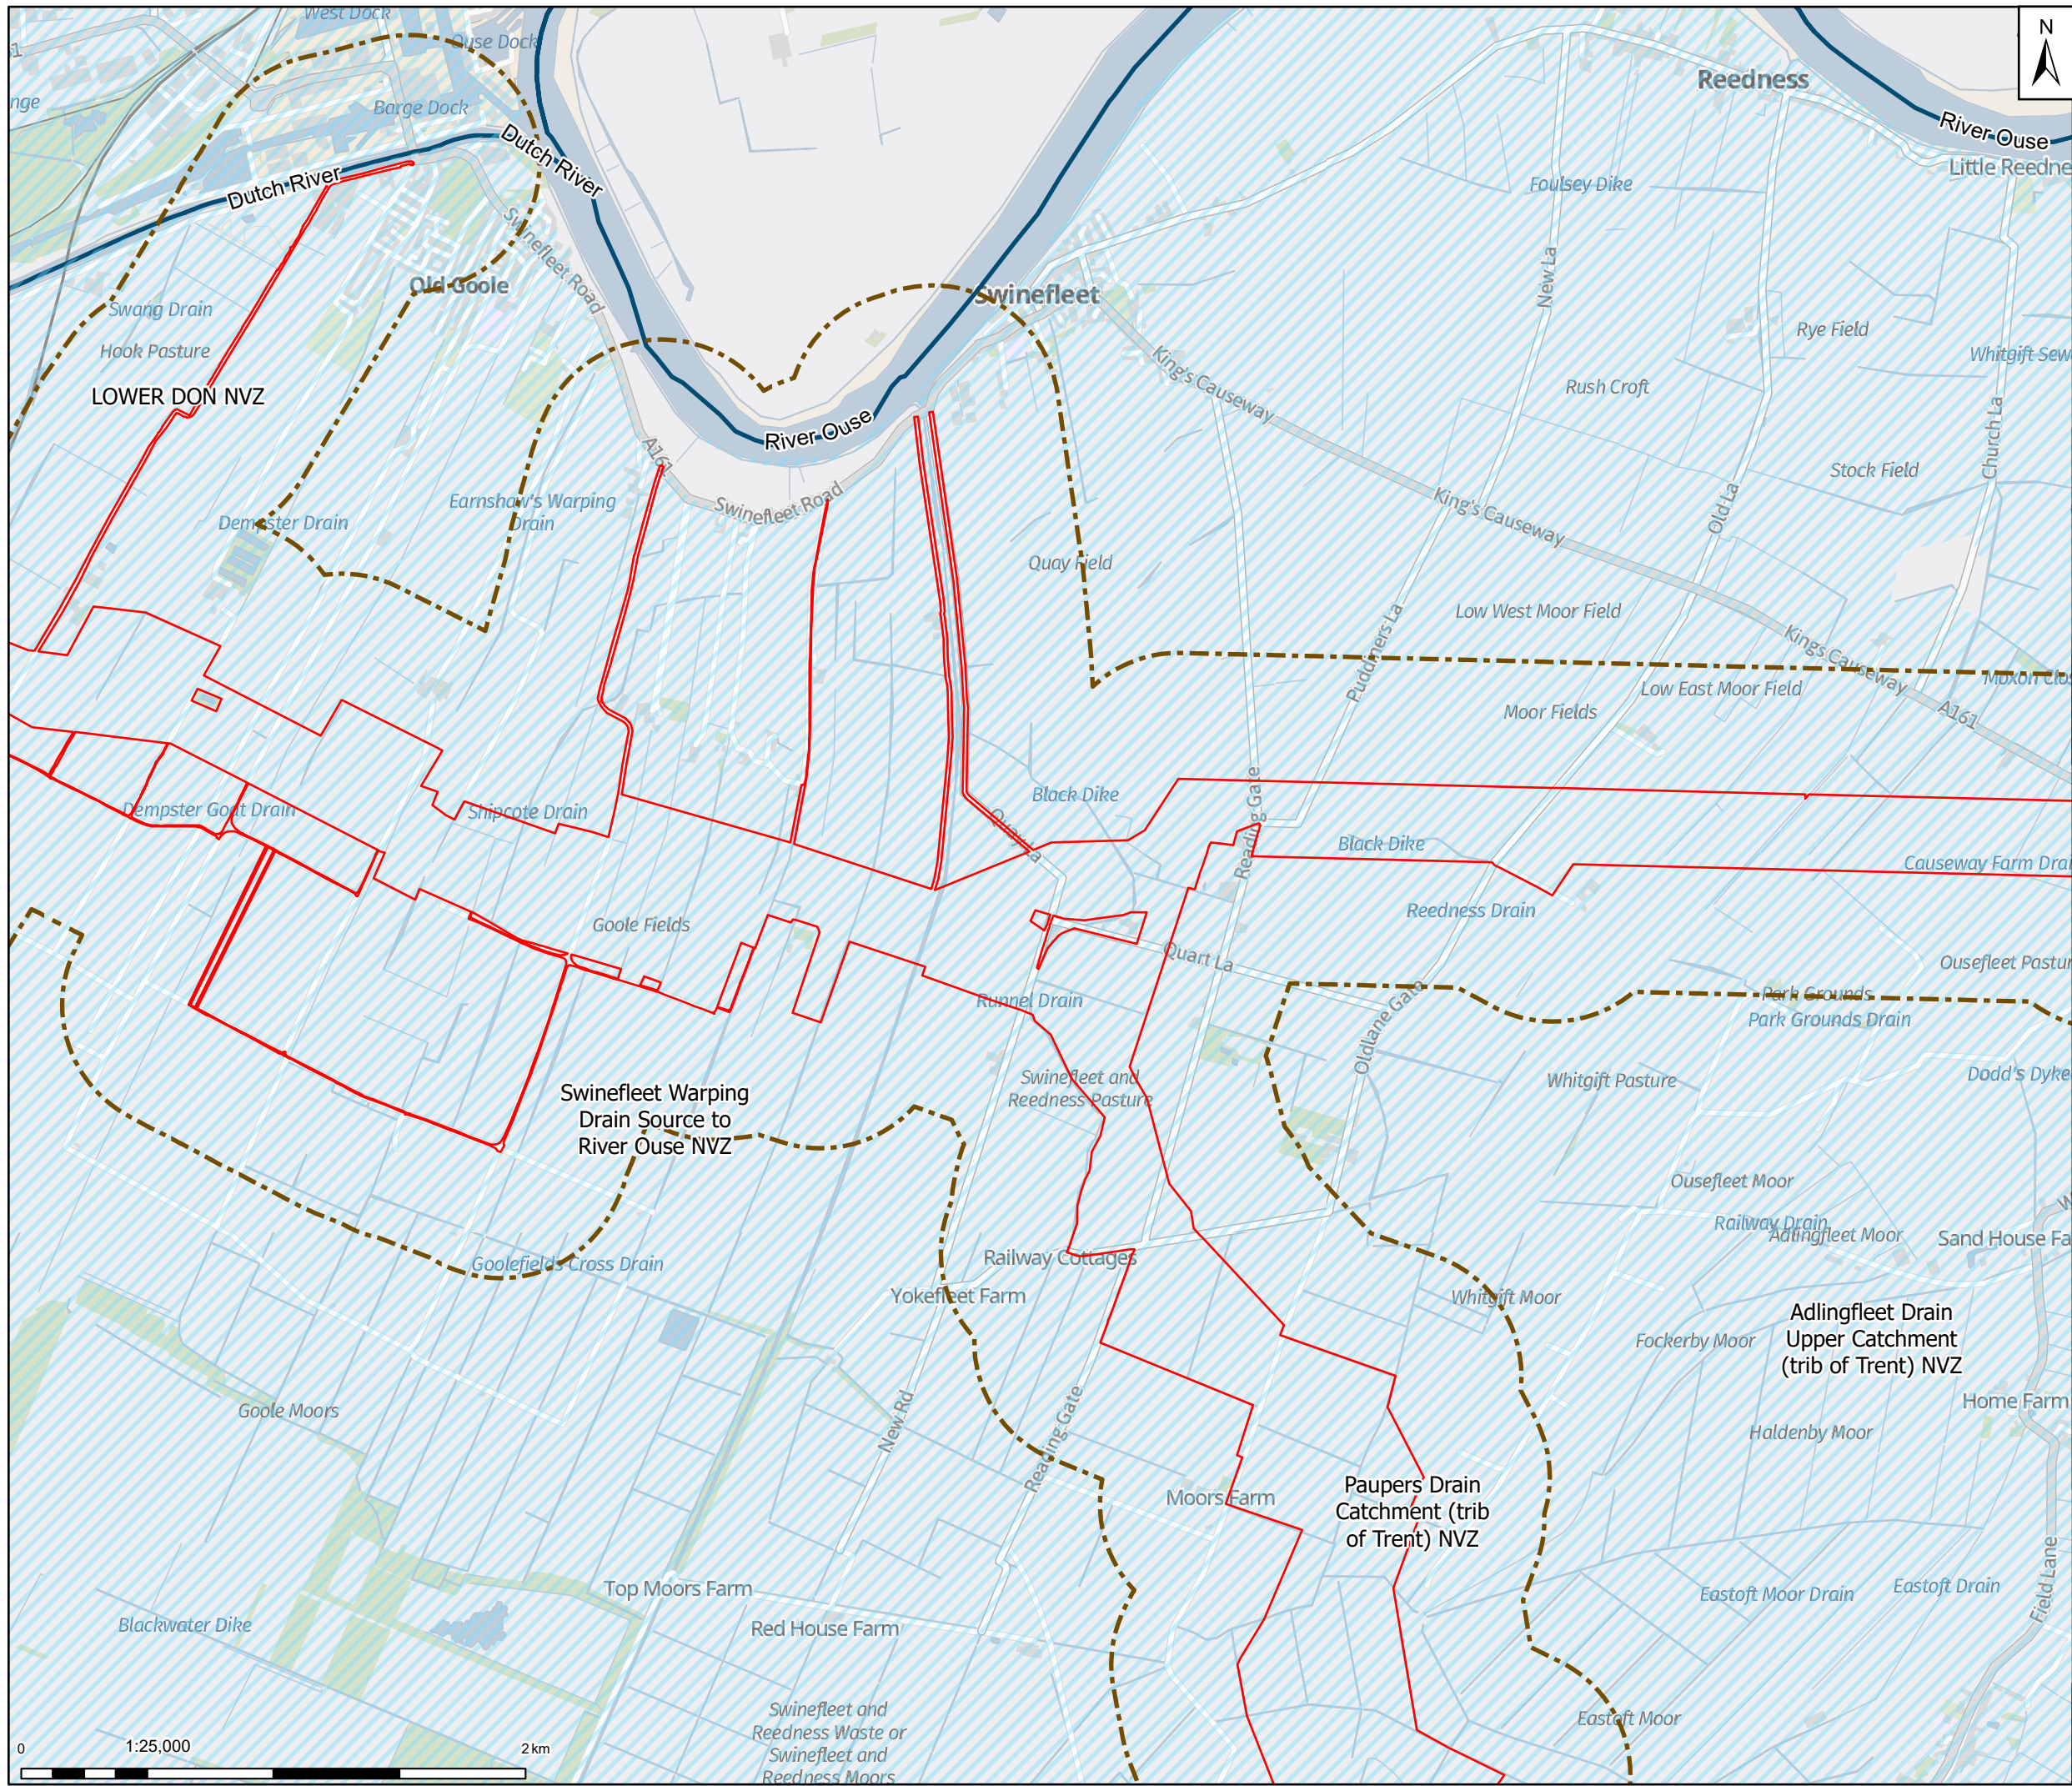 West Dock
Ouse Dock
N
Reedness
Barge Dock
River Ouse
Dutch River
Dutch River
Little Reedne
Foulsey Dike
Swinefleet Road
Old Goole
Swinefleet
New La
Swang Drain
Rye Field
Hook Pasture
Whitgift Sew
LOWER DON NVZ
King's Causeway
Rush Croft
River Ouse
A161
Church La
Stock Field
Earnshaw's Warping
Drain
Swinefleet Road
King's Causeway
Old La
Dempster Drain
Quay Field
Low West Moor Field
Puddiners La
Kings Causeway
Low East Moor Field
Moxon Clos
Moor Fields
A161
Reading Gate
Black Dike
Dempster Goat Drain
Shipcote Drain
Quay La
Black Dike
Causeway Farm Drai
Goole Fields
Reedness Drain
Quart La
Ousefleet Pastur
Runnel Drain
Park Grounds
Park Grounds Drain
Oldlane Gate
Swinefleet and
Reedness Pasture
Whitgift Pasture
Dodd's Dyke
Swinefleet Warping
Drain Source to
River Ouse NVZ
Ousefleet Moor
Railway Drain
Adlingfleet Moor
Sand House Fa
Railway Cottages
Goolefields Cross Drain
Yokefleet Farm
Whitgift Moor
Adlingfleet Drain
Upper Catchment
(trib of Trent) NVZ
Fockerby Moor
Goole Moors
New Rd
Reading Gate
Home Farm
Haldenby Moor
Moors Farm
Paupers Drain
Catchment (trib
of Trent) NVZ
Top Moors Farm
Eastoft Moor Drain
Eastoft Drain
Field Lane
Blackwater Dike
Red House Farm
Swinefleet and
Reedness Waste or
Swinefleet and
Reedness Moors
Eastoft Moor
1:25,000
0
2 km